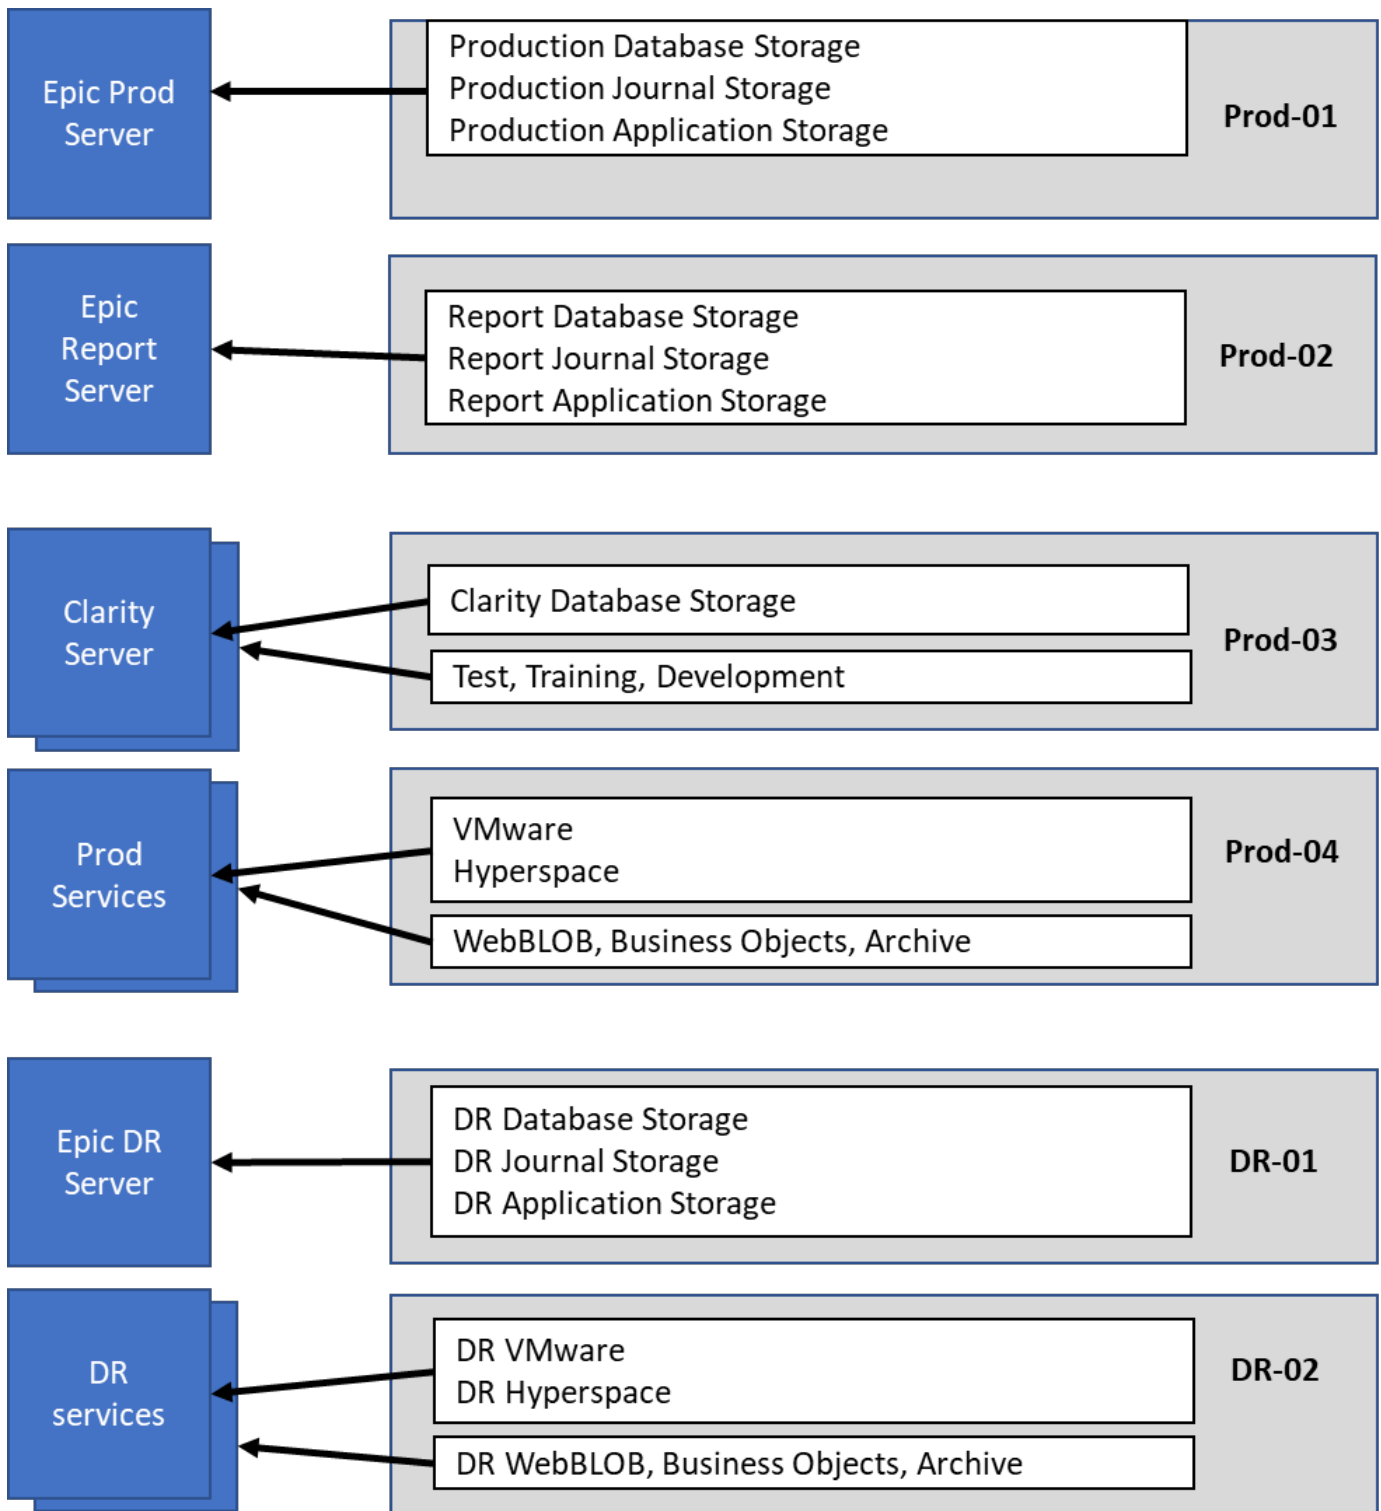 Epic Prod
Server
Production Database Storage
Production Journal Storage
Production Application Storage
Prod-01
Epic
Report
Server
Report Database Storage
Report Journal Storage
Report Application Storage
Prod-02
Clarity
Server
Clarity Database Storage
Test, Training, Development
Prod-03
Prod
Services
VMware
Hyperspace
WebBLOB, Business Objects, Archive
Prod-04
Epic DR
Server
DR Database Storage
DR Journal Storage
DR Application Storage
DR-01
DR
services
DR VMware
DR Hyperspace
DR WebBLOB, Business Objects, Archive
DR-02